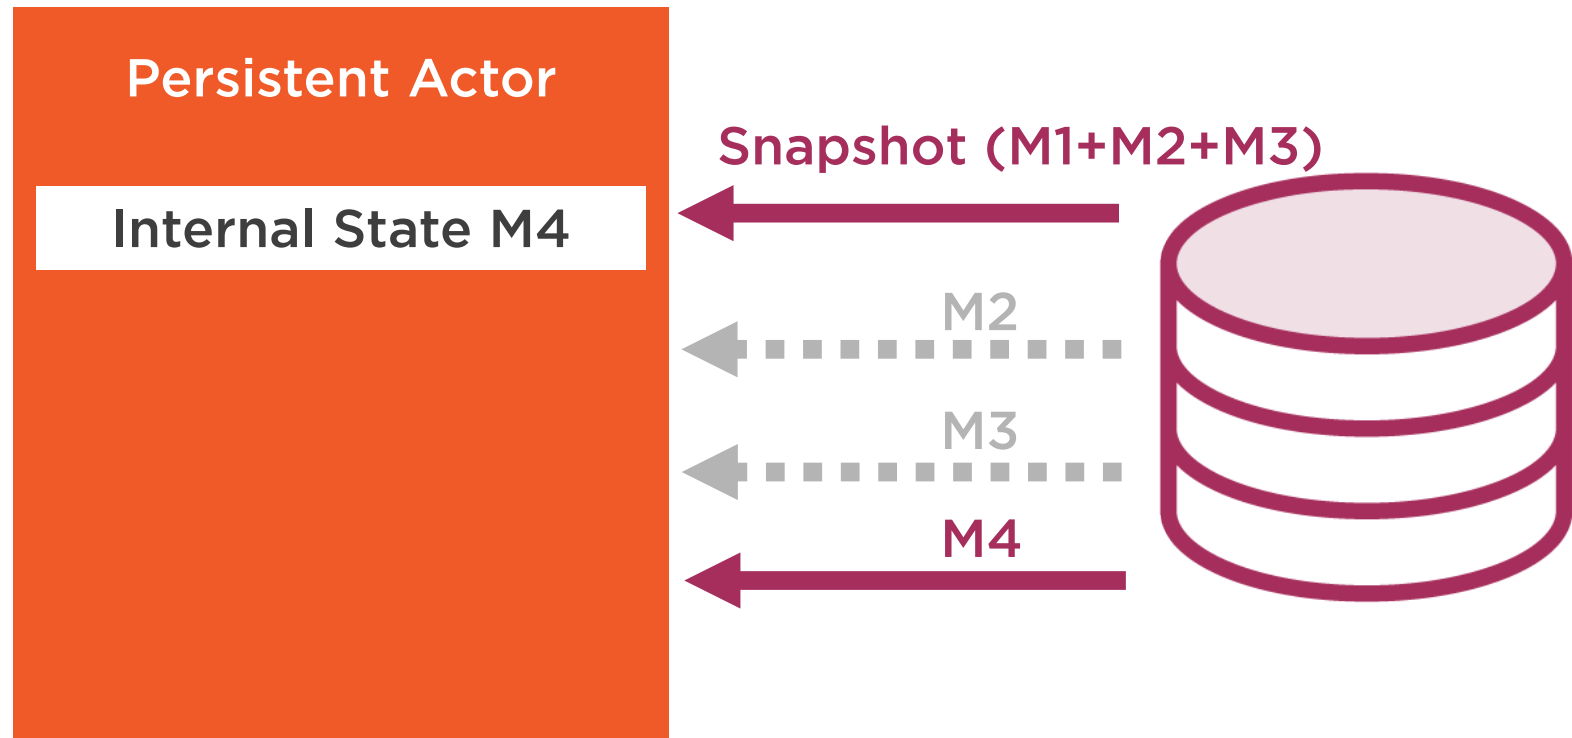 Persistent Actor
Internal State M4
Snapshot (M1+M2+M3)
M2
M3
M4